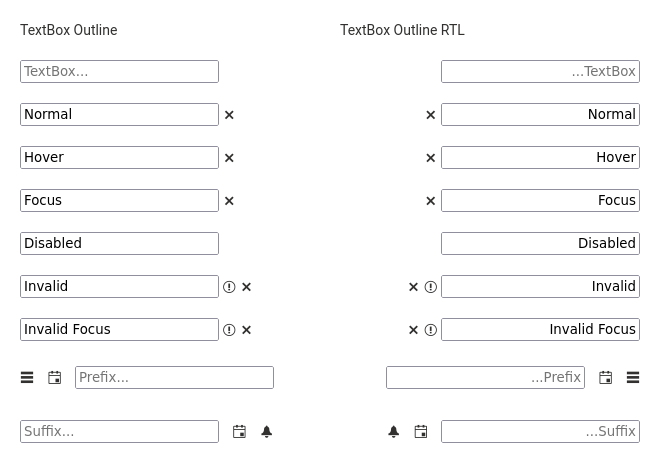 TextBox Outline
TextBox...
Normal
Hover
Focus
Disabled
Invalid
Invalid Focus
Prefix...
Suffix...
TextBox Outline RTL
...TextBox
Normal
Hover
Focus
Disabled
Invalid
Invalid Focus
...Prefix
...Suffix